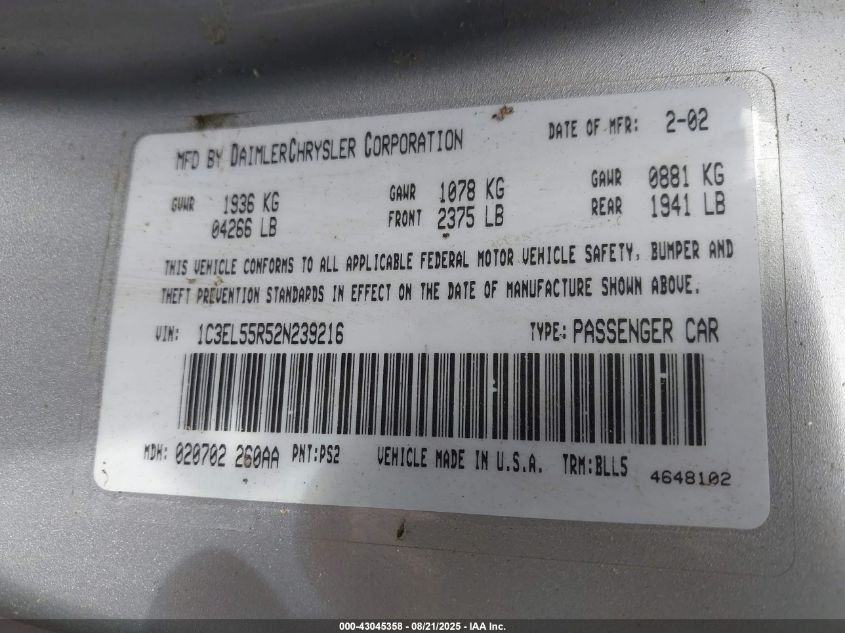 MFD BY DAIMLERCHRYSLER CORPORATION DATE OF MFR: 2-02
GVWR 1936 KG GAWR 1078 KG GAWR 0881 KG
04266 LB FRONT 2375 LB REAR 1941 LB
THIS VEHICLE CONFORMS TO ALL APPLICABLE FEDERAL MOTOR VEHICLE SAFETY, BUMPER AND
THEFT PREVENTION STANDARDS IN EFFECT ON THE DATE OF MANUFACTURE SHOWN ABOVE.
VIN: 1C3EL55R52N239216 TYPE: PASSENGER CAR
MDH: 020702 260AA PNT:PS2 VEHICLE MADE IN U.S.A. TRM:BLL5
4648102
000-43045358 - 08/21/2025 - IAA Inc.